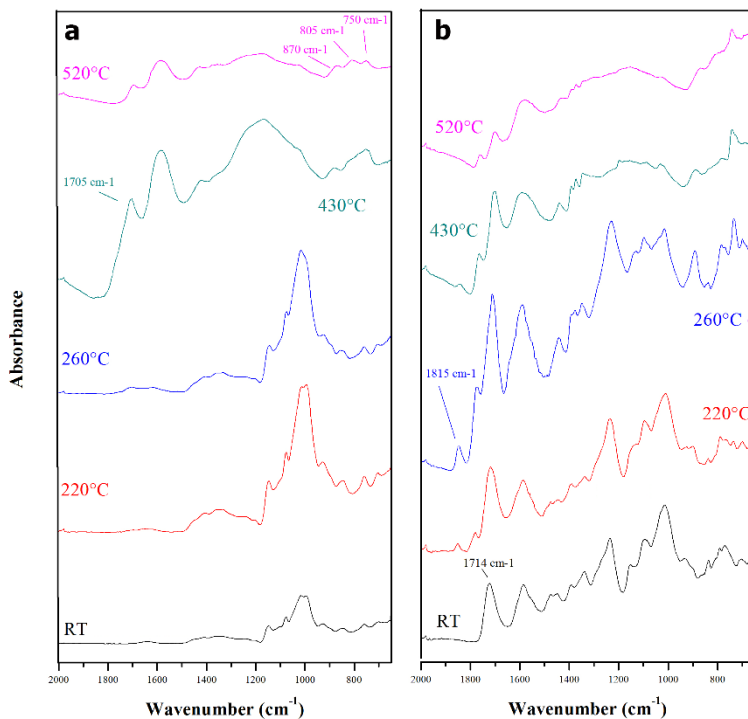 a
870 cm-1
805 cm-1
750 cm-1
520°C
1705 cm-1
430°C
260°C
220°C
RT
2000 1800 1600 1400 1200 1000 800
Wavenumber (cm-1)
Absorbance
b
520°C
430°C
260°C
1815 cm-1
220°C
1714 cm-1
RT
2000 1800 1600 1400 1200 1000 800
Wavenumber (cm-1)